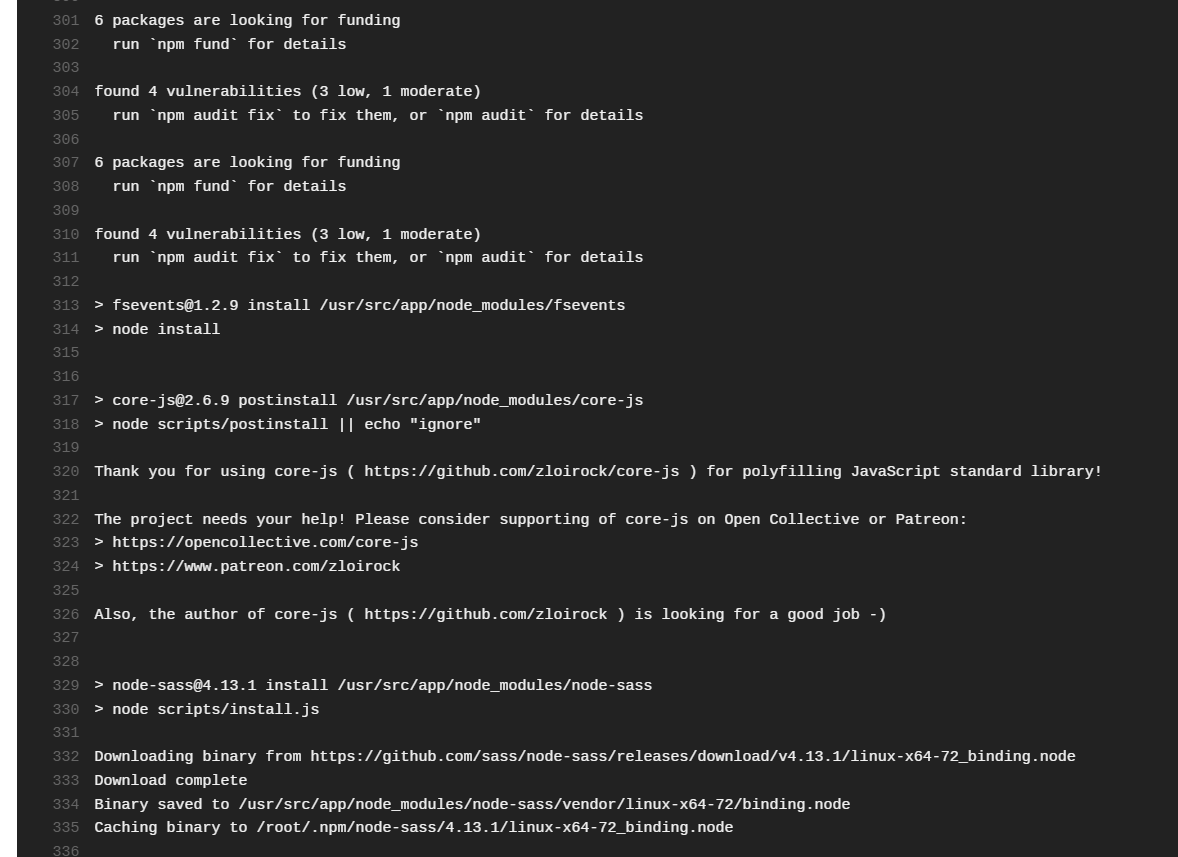 301 6 packages are looking for funding
302   run `npm fund` for details
303
304 found 4 vulnerabilities (3 low, 1 moderate)
305   run `npm audit fix` to fix them, or `npm audit` for details
306
307 6 packages are looking for funding
308   run `npm fund` for details
309
310 found 4 vulnerabilities (3 low, 1 moderate)
311   run `npm audit fix` to fix them, or `npm audit` for details
312
313 > fsevents@1.2.9 install /usr/src/app/node_modules/fsevents
314 > node install
315
316
317 > core-js@2.6.9 postinstall /usr/src/app/node_modules/core-js
318 > node scripts/postinstall || echo "ignore"
319
320 Thank you for using core-js ( https://github.com/zloirock/core-js ) for polyfilling JavaScript standard library!
321
322 The project needs your help! Please consider supporting of core-js on Open Collective or Patreon:
323 > https://opencollective.com/core-js
324 > https://www.patreon.com/zloirock
325
326 Also, the author of core-js ( https://github.com/zloirock ) is looking for a good job -)
327
328
329 > node-sass@4.13.1 install /usr/src/app/node_modules/node-sass
330 > node scripts/install.js
331
332 Downloading binary from https://github.com/sass/node-sass/releases/download/v4.13.1/linux-x64-72_binding.node
333 Download complete
334 Binary saved to /usr/src/app/node_modules/node-sass/vendor/linux-x64-72/binding.node
335 Caching binary to /root/.npm/node-sass/4.13.1/linux-x64-72_binding.node
336